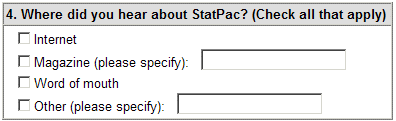 4. Where did you hear about StatPac? (Check all that apply)
Internet
Magazine (please specify):
Word of mouth
Other (please specify):